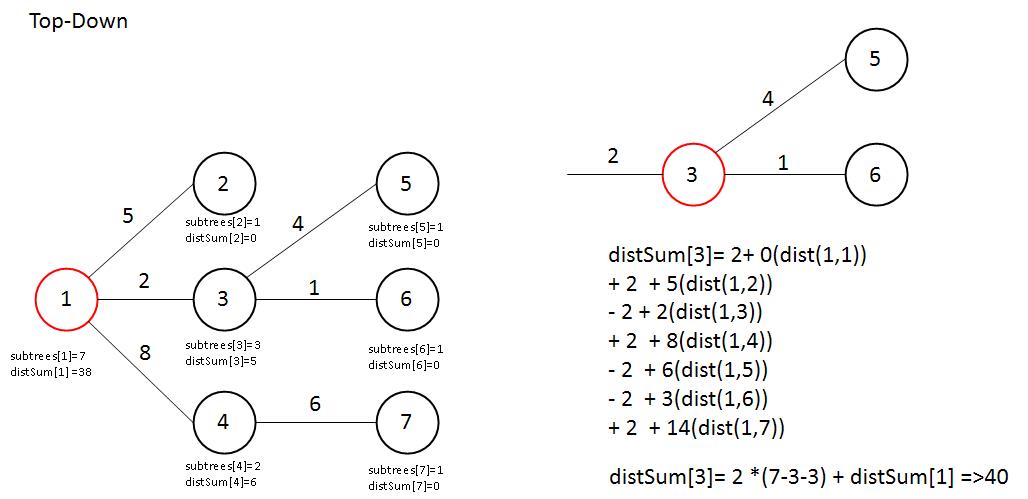 Top-Down
5
2
8
4
1
6
1
subtrees[1]=7
distSum[1] =38
2
subtrees[2]=1
distSum[2]=0
3
subtrees[3]=3
distSum[3]=5
4
subtrees[4]=2
distSum[4]=6
5
subtrees[5]=1
distSum[5]=0
6
subtrees[6]=1
distSum[6]=0
7
subtrees[7]=1
distSum[7]=0
2
3
4
5
1
6
distSum[3]= 2+ 0(dist(1,1))
+ 2 + 5(dist(1,2))
- 2 + 2(dist(1,3))
+ 2 + 8(dist(1,4))
- 2 + 6(dist(1,5))
- 2 + 3(dist(1,6))
+ 2 + 14(dist(1,7))
distSum[3]= 2 *(7-3-3) + distSum[1] =>40